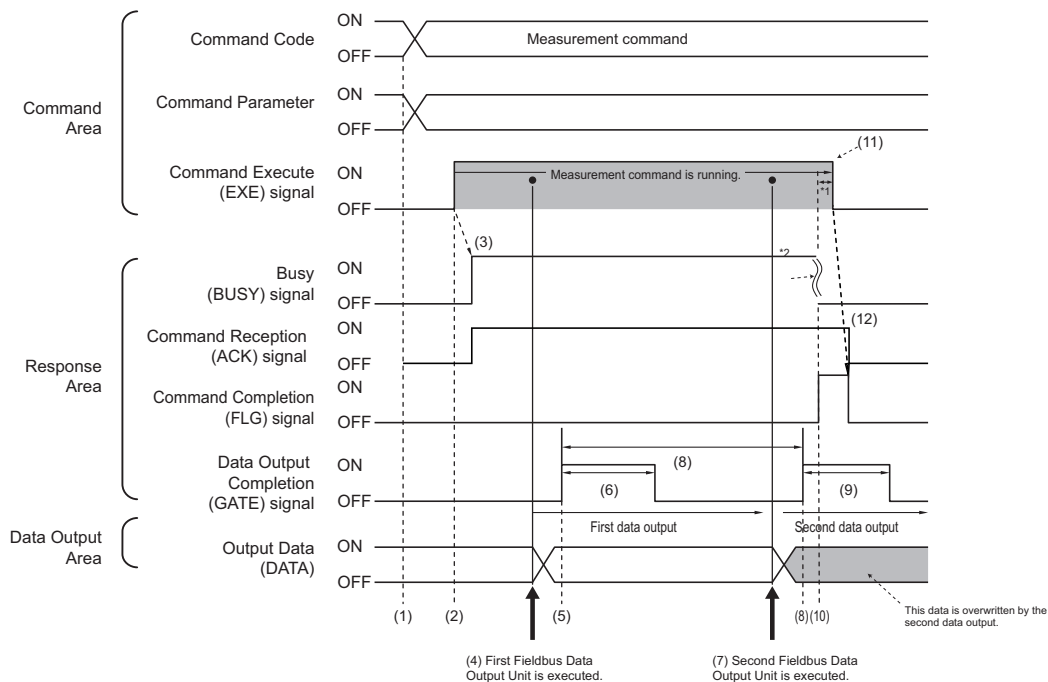 ON
Command Code
Measurement command
OFF
ON
Command Parameter
OFF
Command
Area
(11)
Command Execute
(EXE) signal
ON
Measurement command is running.
*1
OFF
(3)
*2
Busy
(BUSY) signal
ON
OFF
Command Reception
(ACK) signal
ON
(12)
OFF
Response
Area
Command Completion
(FLG) signal
ON
OFF
Data Output
Completion
(GATE) signal
ON
(8)
(6)
(9)
OFF
First data output
Second data output
Data Output
Area
Output Data
(DATA)
ON
OFF
This data is overwritten by the
second data output.
(1)
(2)
(5)
(8)
(10)
(4) First Fieldbus Data
Output Unit is executed.
(7) Second Fieldbus Data
Output Unit is executed.